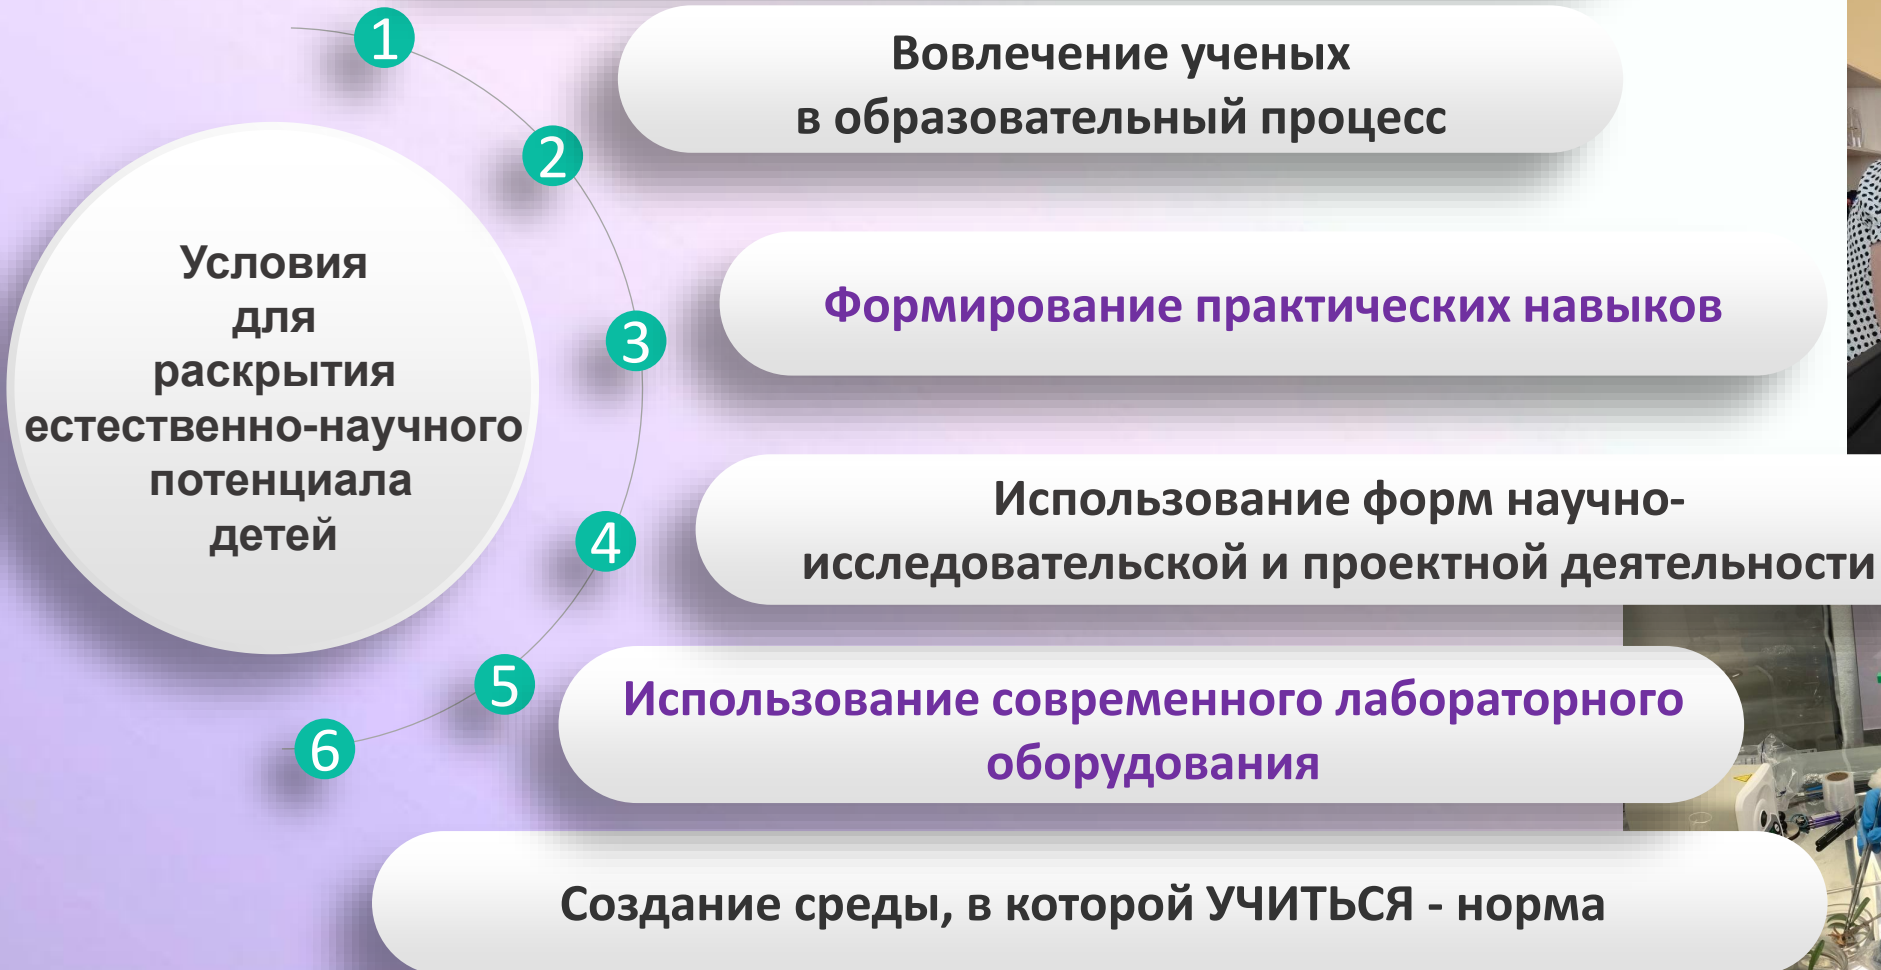 1
Вовлечение ученых
в образовательный процесс
2
Условия
для
раскрытия
естественно-научного
потенциала
детей
Формирование практических навыков
3
Использование форм научно-
исследовательской и проектной деятельности
4
Использование современного лабораторного
оборудования
5
6
Создание среды, в которой УЧИТЬСЯ - норма